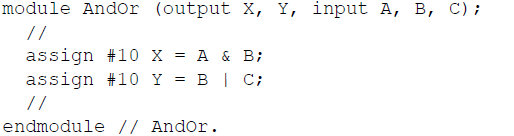 module AndOr (output X, Y, input A, B, C);
//
assign #10 X = A & B;
assign #10 Y = B | C;
//
endmodule // AndOr.